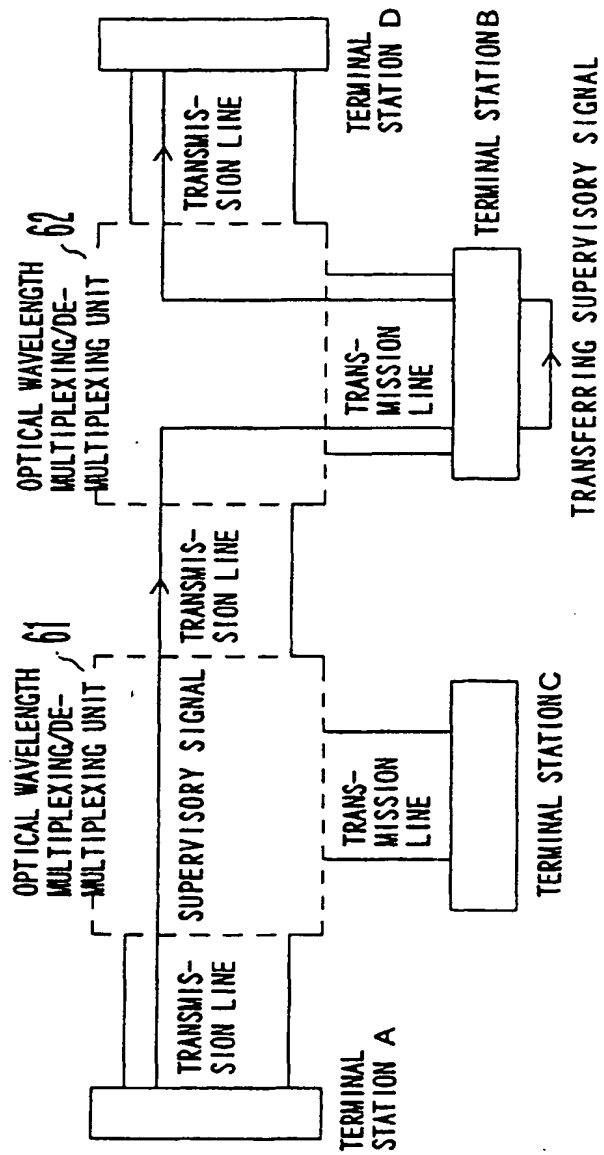 OPTICAL WAVELENGTH
MULTIPLEXING/DE-
MULTIPLEXING UNIT
61
OPTICAL WAVELENGTH
MULTIPLEXING/DE-
MULTIPLEXING UNIT
62
TRANSMIS-
SION LINE
SUPERVISORY SIGNAL
TRANSMIS-
SION LINE
TRANSMIS-
SION LINE
TERMINAL
STATION A
TRANS-
MISSION
LINE
TERMINAL STATION C
TRANS-
MISSION
LINE
TERMINAL STATION B
TERMINAL
STATION D
TRANSFERRING SUPERVISORY SIGNAL